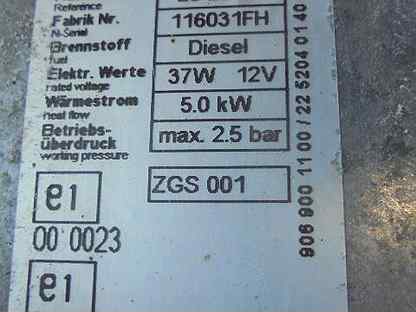 Reference
Fabrik Nr. 116031FH
N-Serial
Brennstoff Diesel
fuel
Elektr. Werte 37W 12V
rated voltage
Wärmestrom 5.0 kW
heat flow
Betriebs-
überdruck max. 2.5 bar
working pressure
ZGS 001
e1
00 0023
e1
906 900 11 00 / 22 5204 01 40